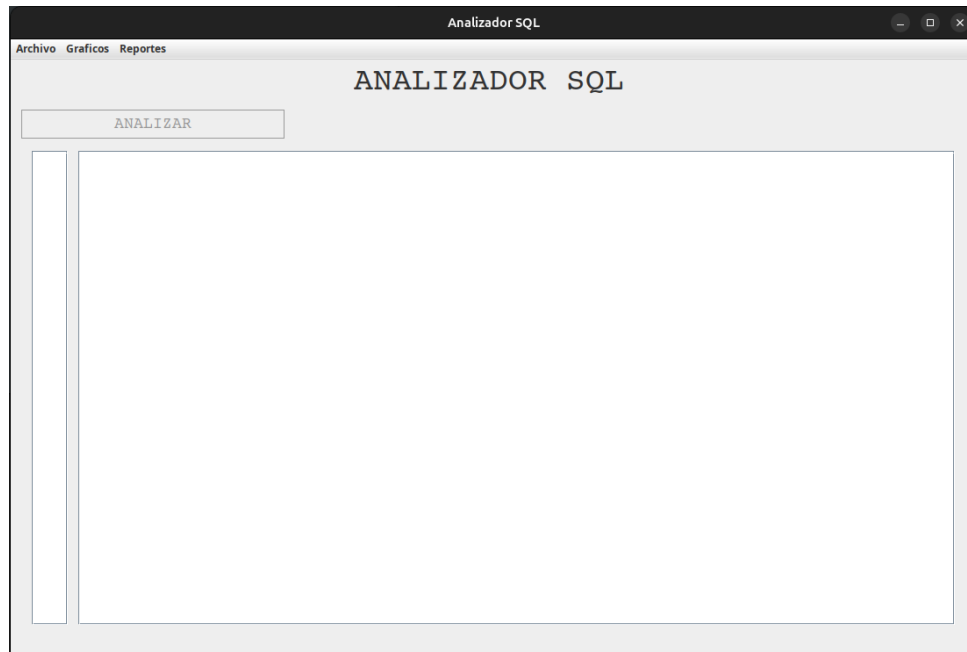 Analizador SQL
Archivo Graficos Reportes
ANALIZADOR SQL
ANALIZAR